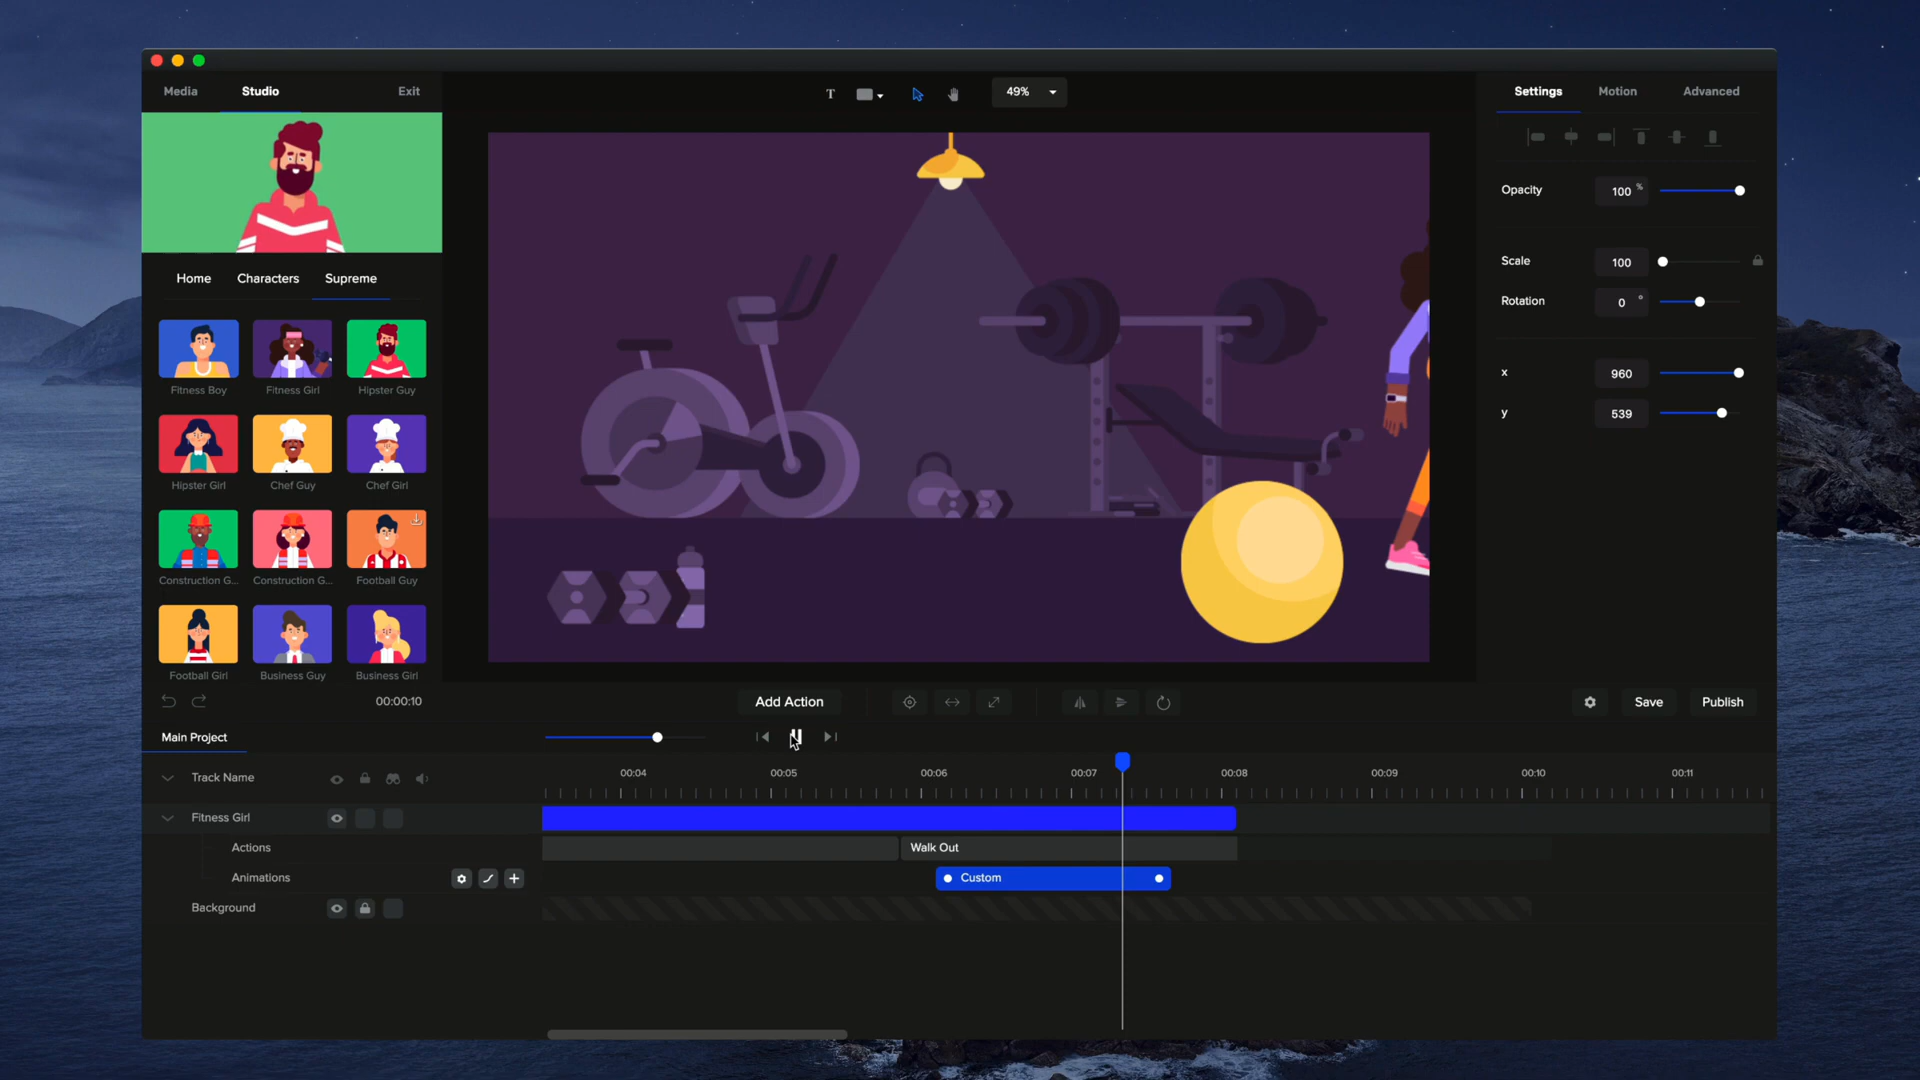 Media
Studio
Exit
T
49%
Settings
Motion
Advanced
Opacity
100 %
Scale
100
Rotation
0 °
x
960
y
539
Home
Characters
Supreme
Fitness Boy
Fitness Girl
Hipster Guy
Hipster Girl
Chef Guy
Chef Girl
Construction G...
Construction G...
Football Guy
Football Girl
Business Guy
Business Girl
00:00:10
Add Action
Save
Publish
Main Project
Track Name
00:04
00:05
00:06
00:07
00:08
00:09
00:10
00:11
Fitness Girl
Actions
Walk Out
Animations
Custom
Background